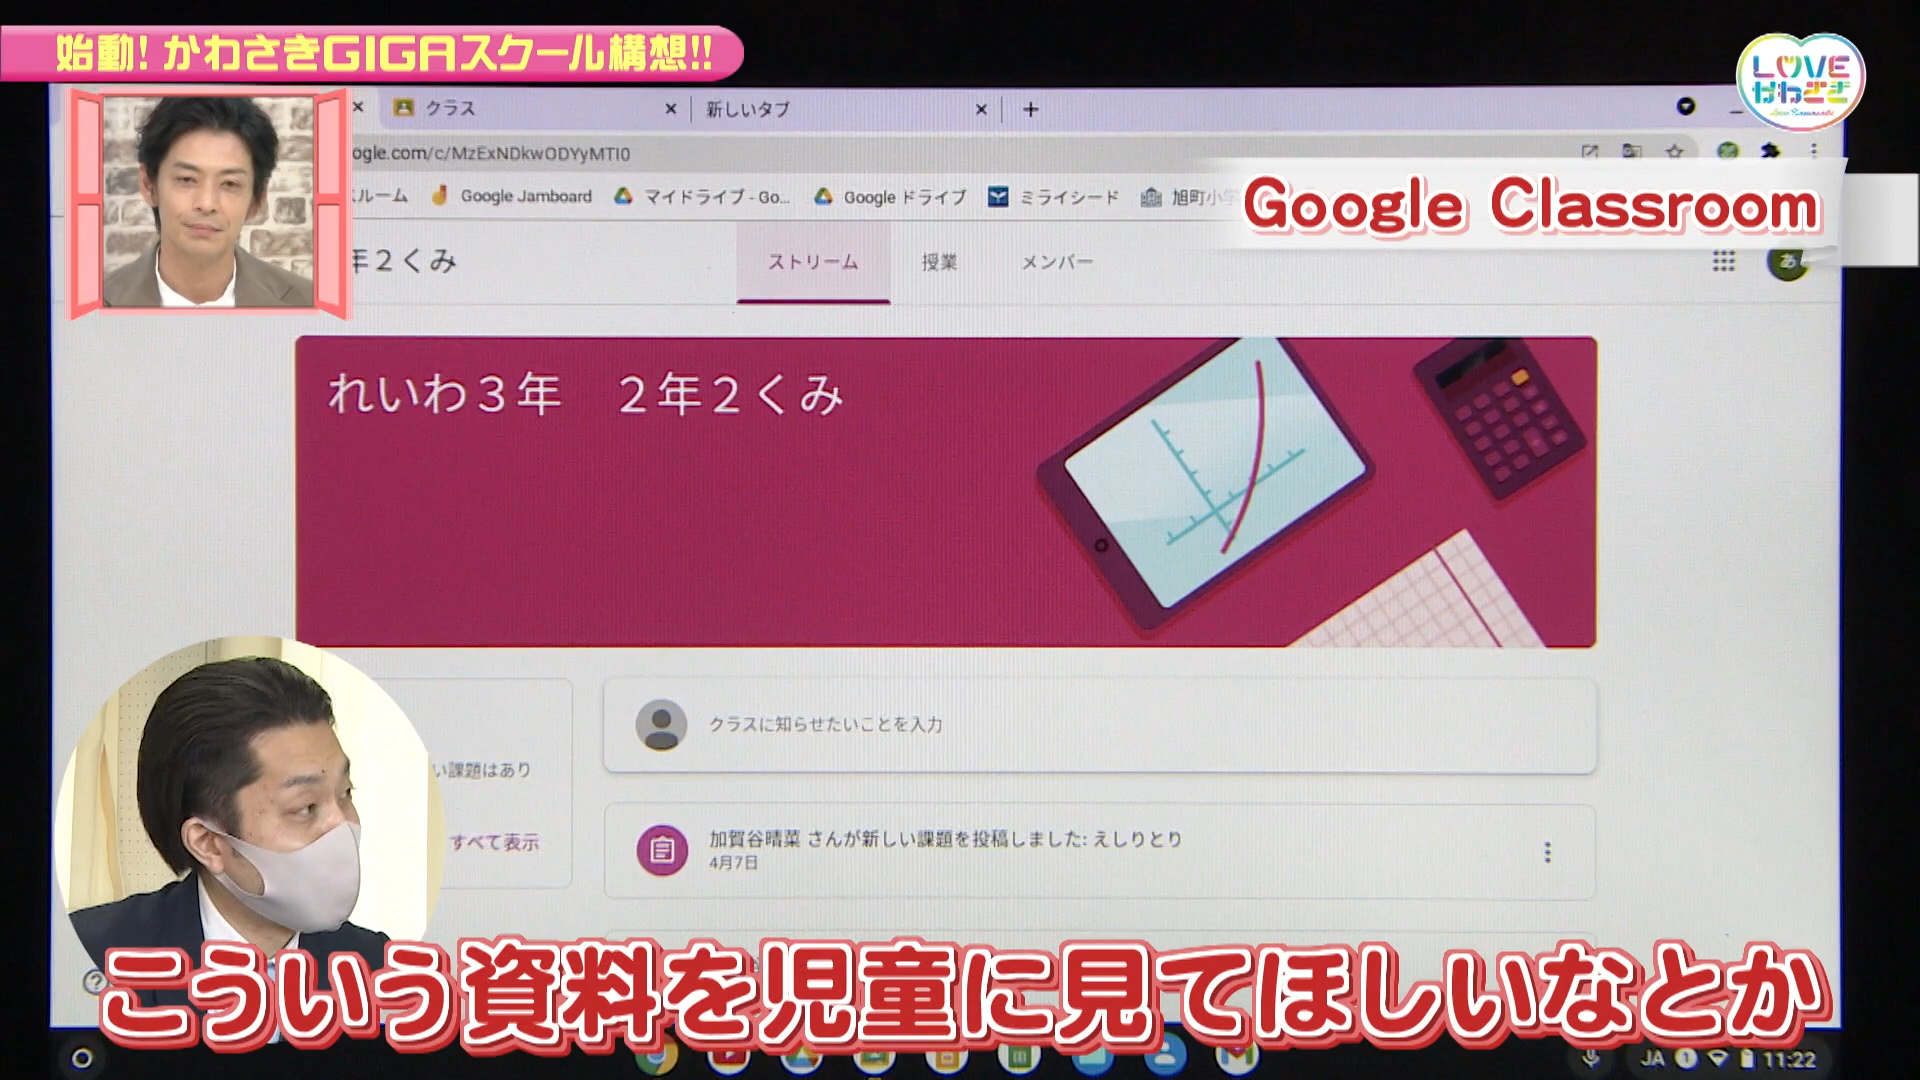 始動!かわさきGIGAスクール構想!!
LOVE
かわさき
クラス
新しいタブ
ogle.com/c/MzExNDkwODYyMTI0
ルーム
Google Jamboard
マイドライブ - Go...
Google ドライブ
ミライシード
旭町小学
Google Classroom
年2くみ
ストリーム
授業
メンバー
あ
れいわ3年 2年2くみ
クラスに知らせたいことを入力
い課題はあり
すべて表示
加賀谷晴菜 さんが新しい課題を投稿しました: えしりとり
4月7日
こういう資料を児童に見てほしいなとか
JA
1
11:22